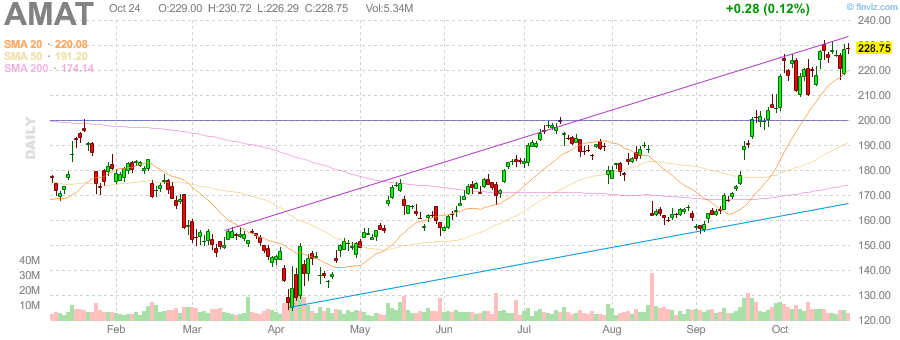 AMAT Oct 24 O:229.00 H:230.72 L:226.29 C:228.75 Vol:5.34M +0.28 (0.12%) © finviz.com
SMA 20 · 220.08
SMA 50 · 191.20
SMA 200 · 174.14
DAILY
240.00
228.75
220.00
210.00
200.00
190.00
180.00
170.00
160.00
150.00
140.00
130.00
120.00
40M
30M
20M
10M
Feb Mar Apr May Jun Jul Aug Sep Oct